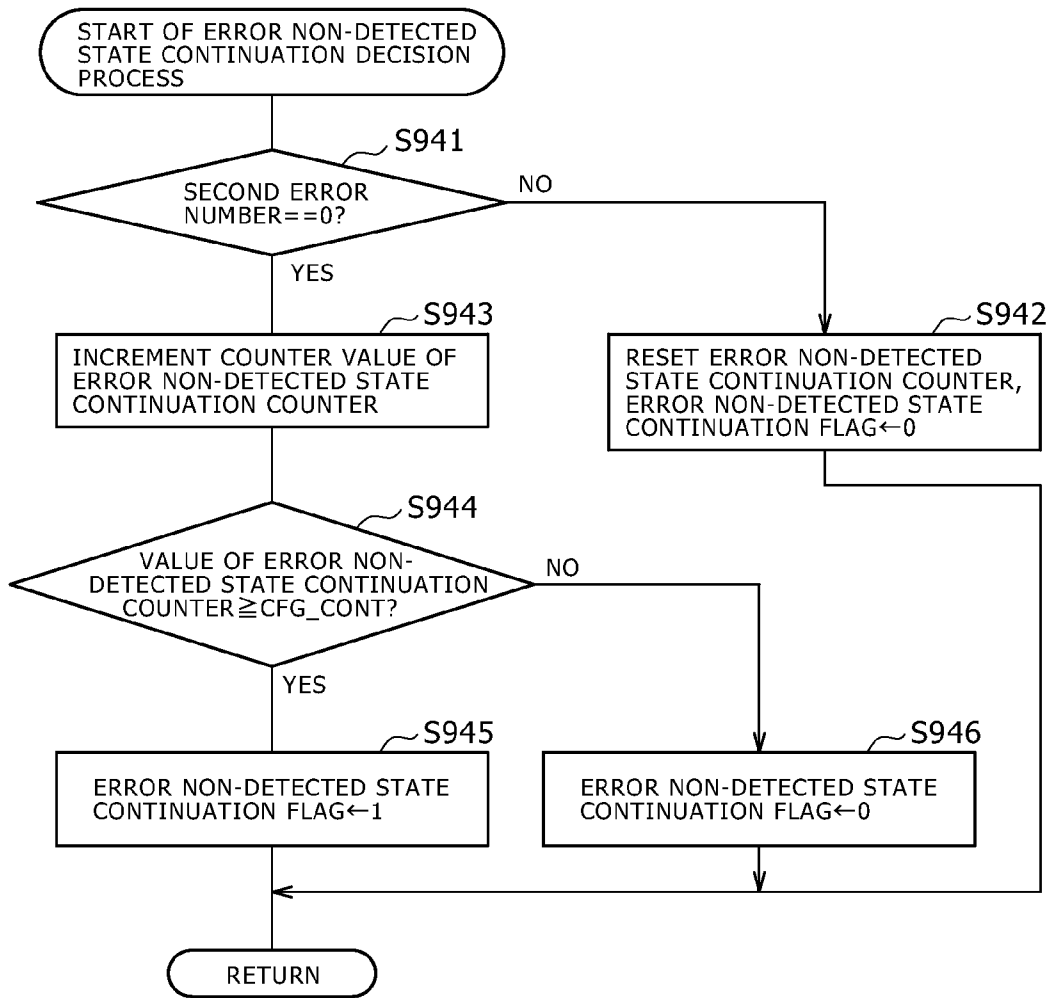 START OF ERROR NON-DETECTED
STATE CONTINUATION DECISION
PROCESS
S941
SECOND ERROR
NUMBER==0?
NO
YES
S943
INCREMENT COUNTER VALUE OF
ERROR NON-DETECTED STATE
CONTINUATION COUNTER
S942
RESET ERROR NON-DETECTED
STATE CONTINUATION COUNTER,
ERROR NON-DETECTED STATE
CONTINUATION FLAG←0
S944
VALUE OF ERROR NON-
DETECTED STATE CONTINUATION
COUNTER≧CFG_CONT?
NO
YES
S945
ERROR NON-DETECTED STATE
CONTINUATION FLAG←1
S946
ERROR NON-DETECTED STATE
CONTINUATION FLAG←0
RETURN